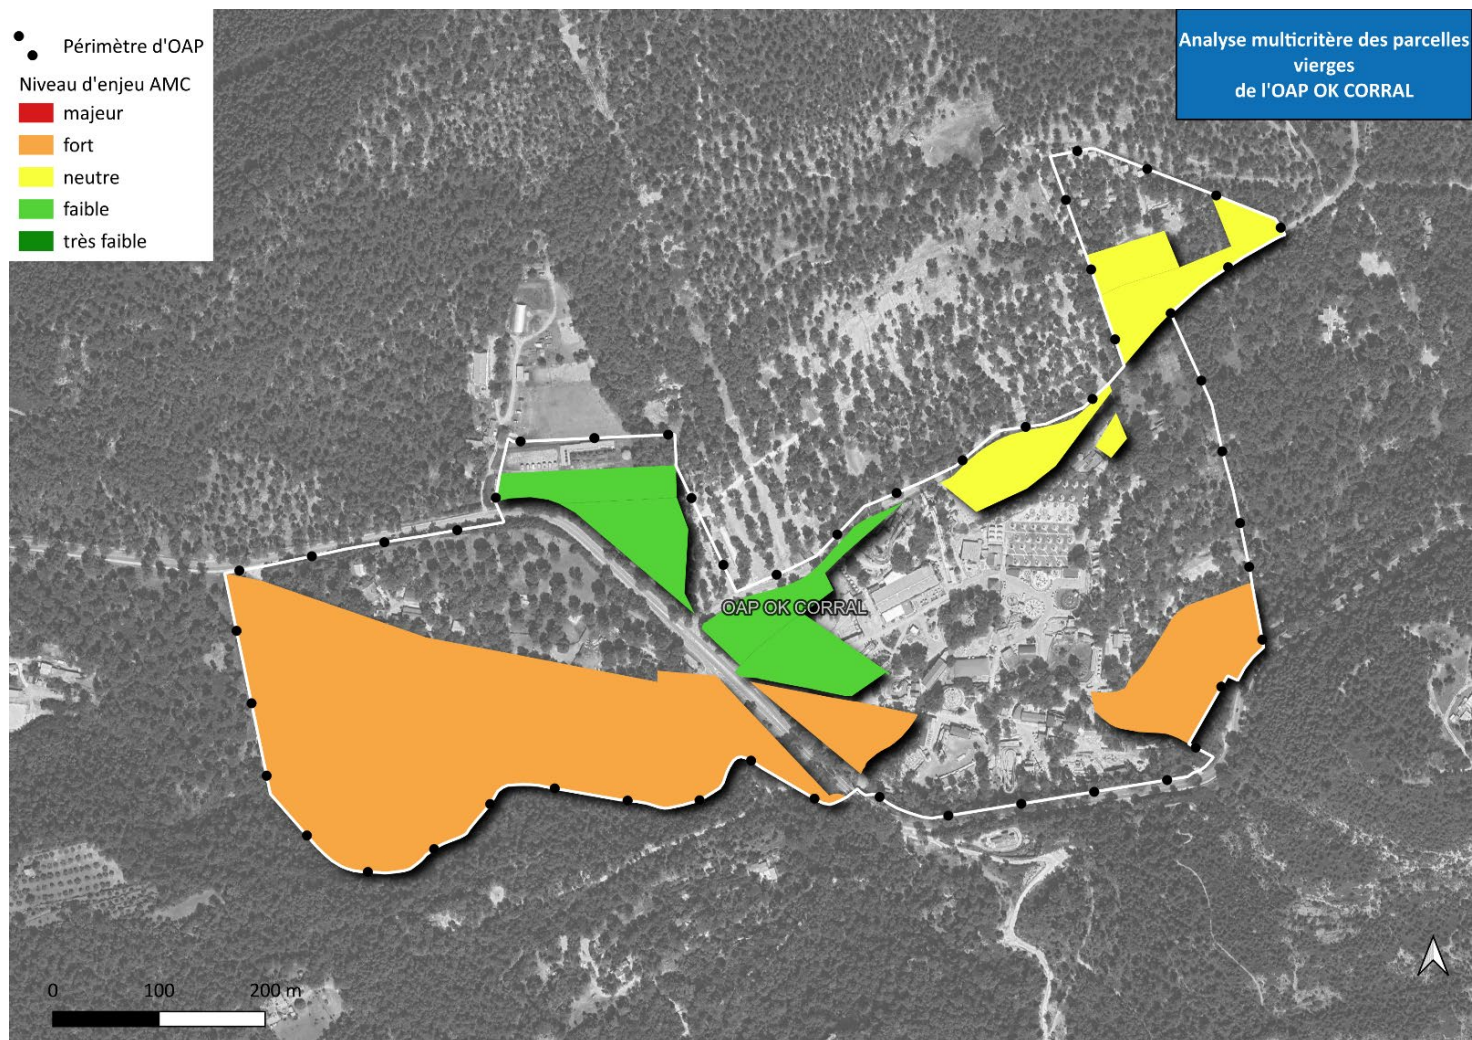 Périmètre d'OAP
Niveau d'enjeu AMC
majeur
fort
neutre
faible
très faible
Analyse multicritère des parcelles
vierges
de l'OAP OK CORRAL
OAP OK CORRAL
0 100 200 m